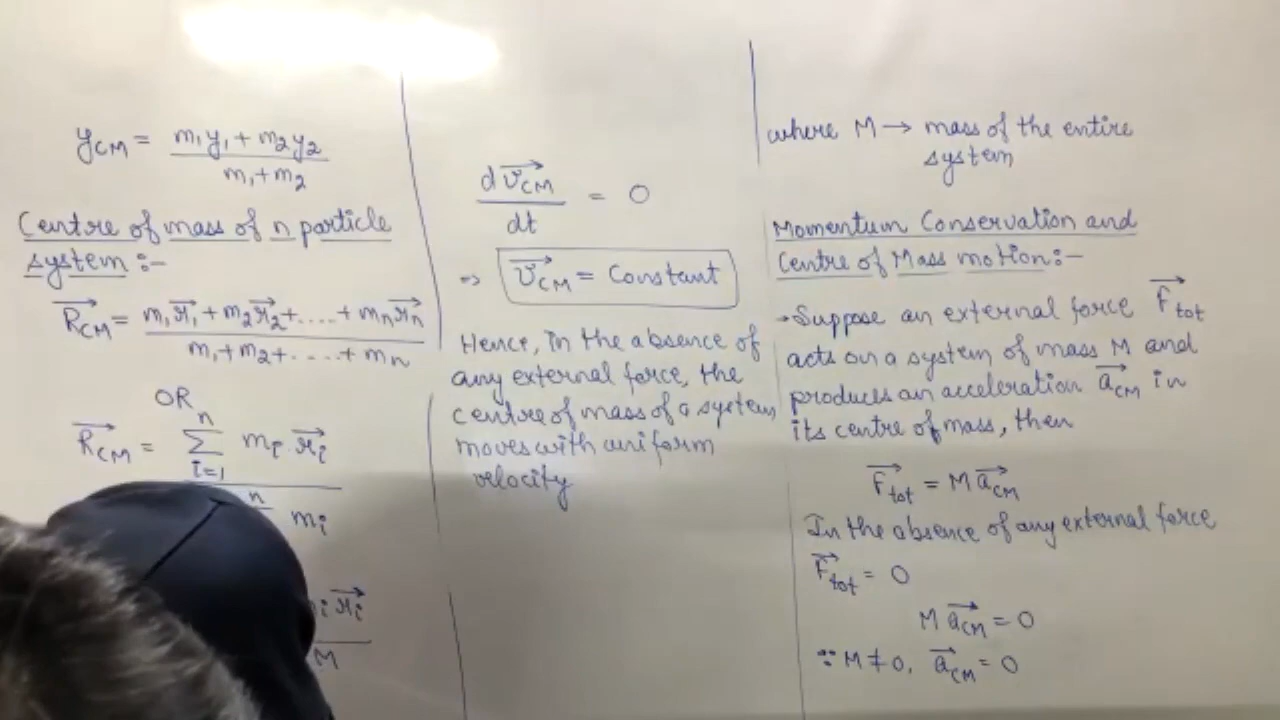 y_CM = m₁y₁ + m₂y₂
m₁ + m₂
Centre of mass of n particle
system :-
R⃗_CM = m₁r⃗₁ + m₂r⃗₂ + ..... + mₙr⃗ₙ
m₁ + m₂ + ..... + mₙ
OR
R⃗_CM = n Σ i=1 mᵢ r⃗ᵢ
n mᵢ
ᵢ r⃗ᵢ
M
dv⃗_CM
dt = 0
⇒ v⃗_CM = Constant
Hence, in the absence of
any external force, the
centre of mass of a system
moves with uniform
velocity
where M → mass of the entire
system
Momentum Conservation and
Centre of Mass motion :-
→ Suppose an external force F⃗_tot
acts on a system of mass M and
produces an acceleration a⃗_CM in
its centre of mass, then
F⃗_tot = M a⃗_CM
In the absence of any external force
F⃗_tot = 0
M a⃗_CM = 0
∵ M ≠ 0, a⃗_CM = 0